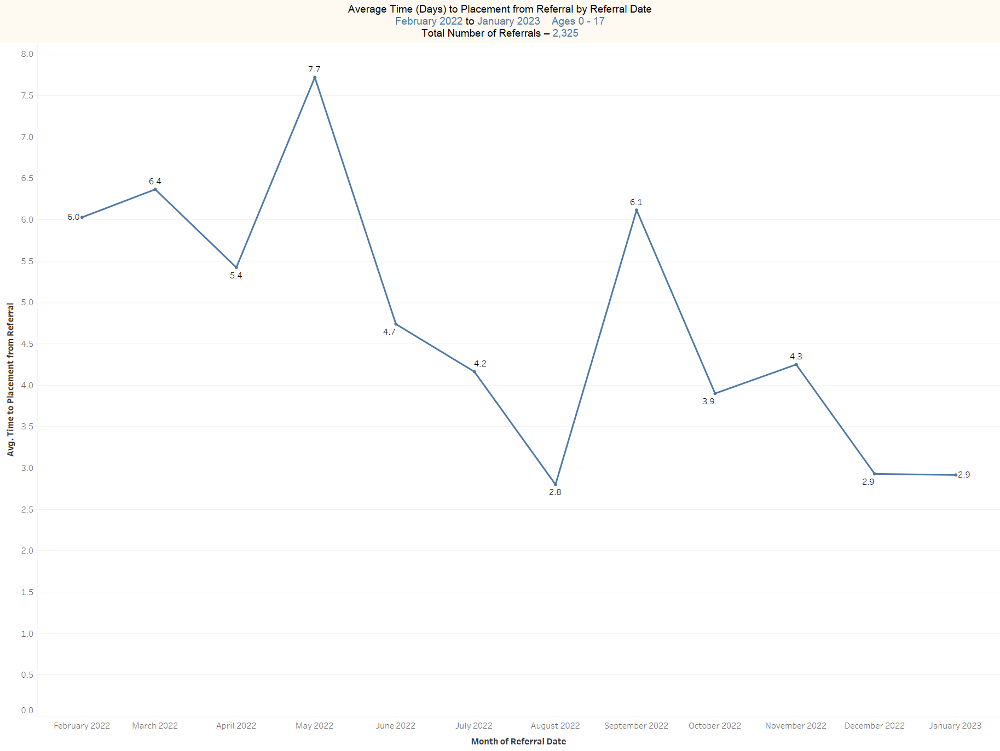 Average Time (Days) to Placement from Referral by Referral Date
February 2022 to January 2023 Ages 0 - 17
Total Number of Referrals – 2,325
8.0
7.5
7.0
6.5
6.0
5.5
5.0
4.5
4.0
3.5
3.0
2.5
2.0
1.5
1.0
0.5
0.0
Avg. Time to Placement from Referral
6.0
6.4
5.4
7.7
4.7
4.2
2.8
6.1
3.9
4.3
2.9
2.9
February 2022
March 2022
April 2022
May 2022
June 2022
July 2022
August 2022
September 2022
October 2022
November 2022
December 2022
January 2023
Month of Referral Date